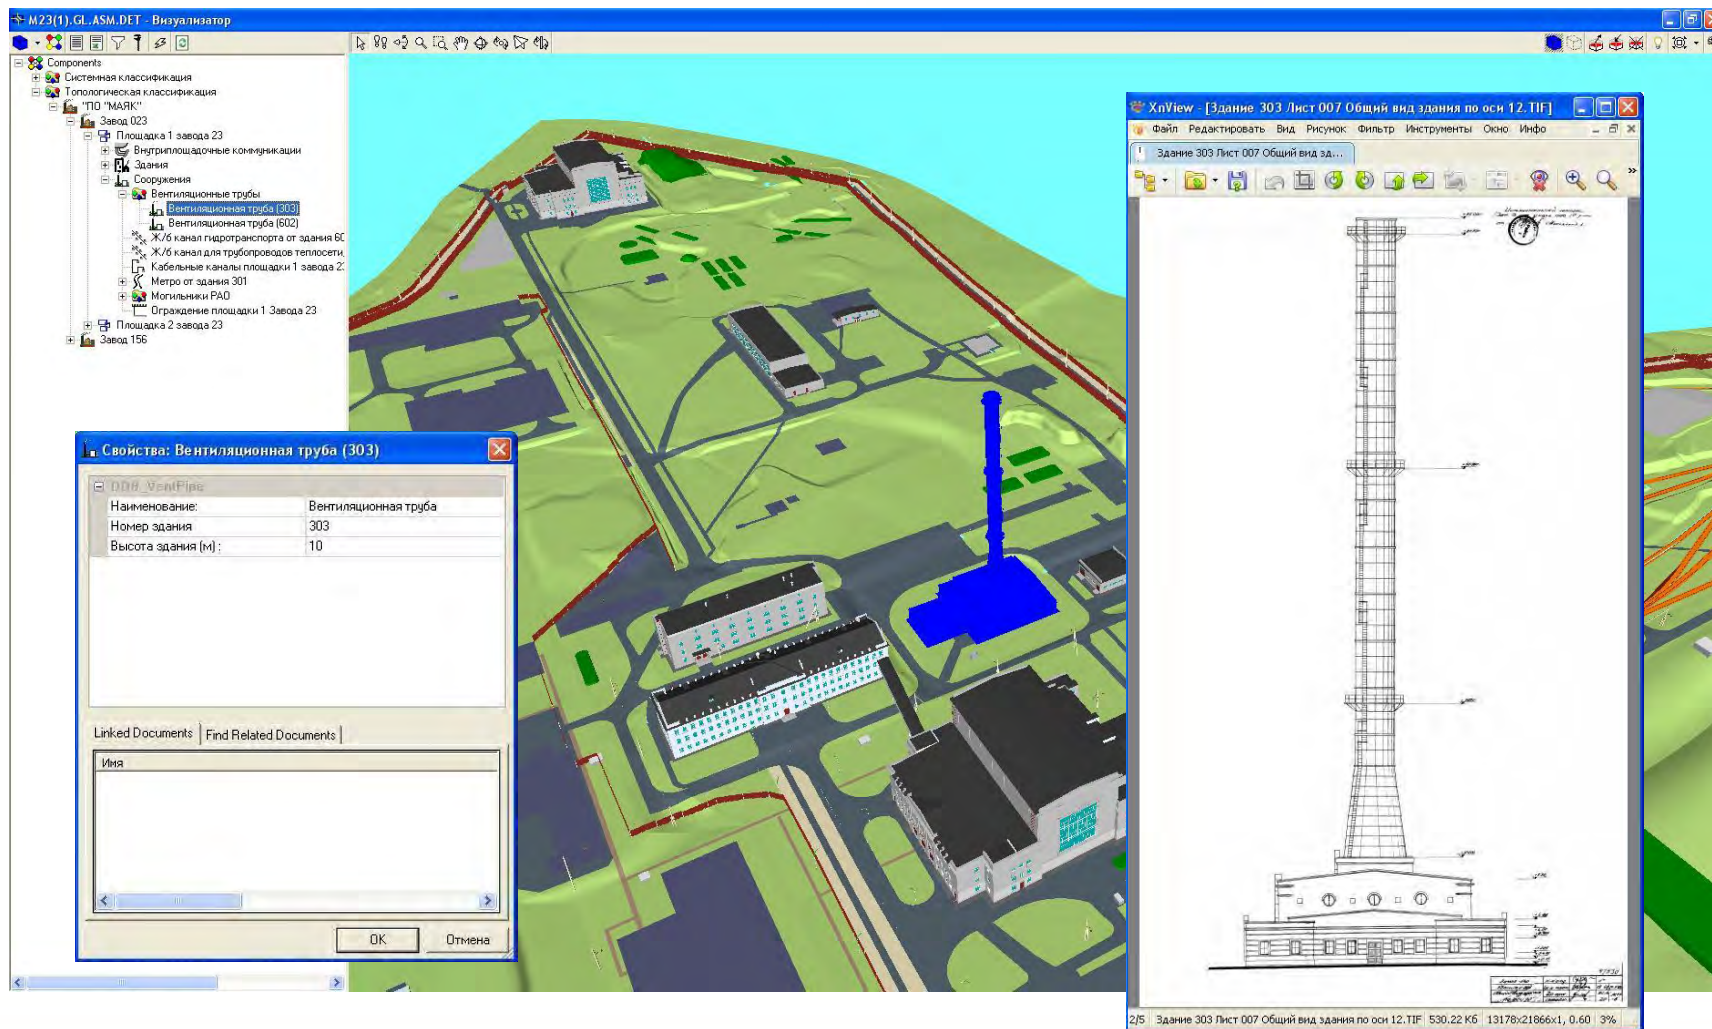 М23(1).GL.ASM.DET - Визуализатор
Components
Системная классификация
Топологическая классификация
"ПО "МАЯК"
Завод 023
Площадка 1 завода 23
Внутриплощадочные коммуникации
Здания
Сооружения
Вентиляционные трубы
Вентиляционная труба (303)
Вентиляционная труба (602)
Ж/б канал гидротранспорта от здания 60
Ж/б канал для трубопроводов теплосети,
Кабельные каналы площадки 1 завода 2
Метро от здания 301
Могильники РАО
Ограждение площадки 1 Завода 23
Площадка 2 завода 23
Завод 156
Свойства: Вентиляционная труба (303)
DDB_VentPipe
Наименование: Вентиляционная труба
Номер здания 303
Высота здания (м) : 10
Linked Documents Find Related Documents
Имя
OK Отмена
XnView - [Здание 303 Лист 007 Общий вид здания по оси 12.TIF]
Файл Редактировать Вид Рисунок Фильтр Инструменты Окно Инфо
Здание 303 Лист 007 Общий вид зд...
2/5 Здание 303 Лист 007 Общий вид здания по оси 12.TIF 530.22 Кб 13178x21866x1, 0.60 3%